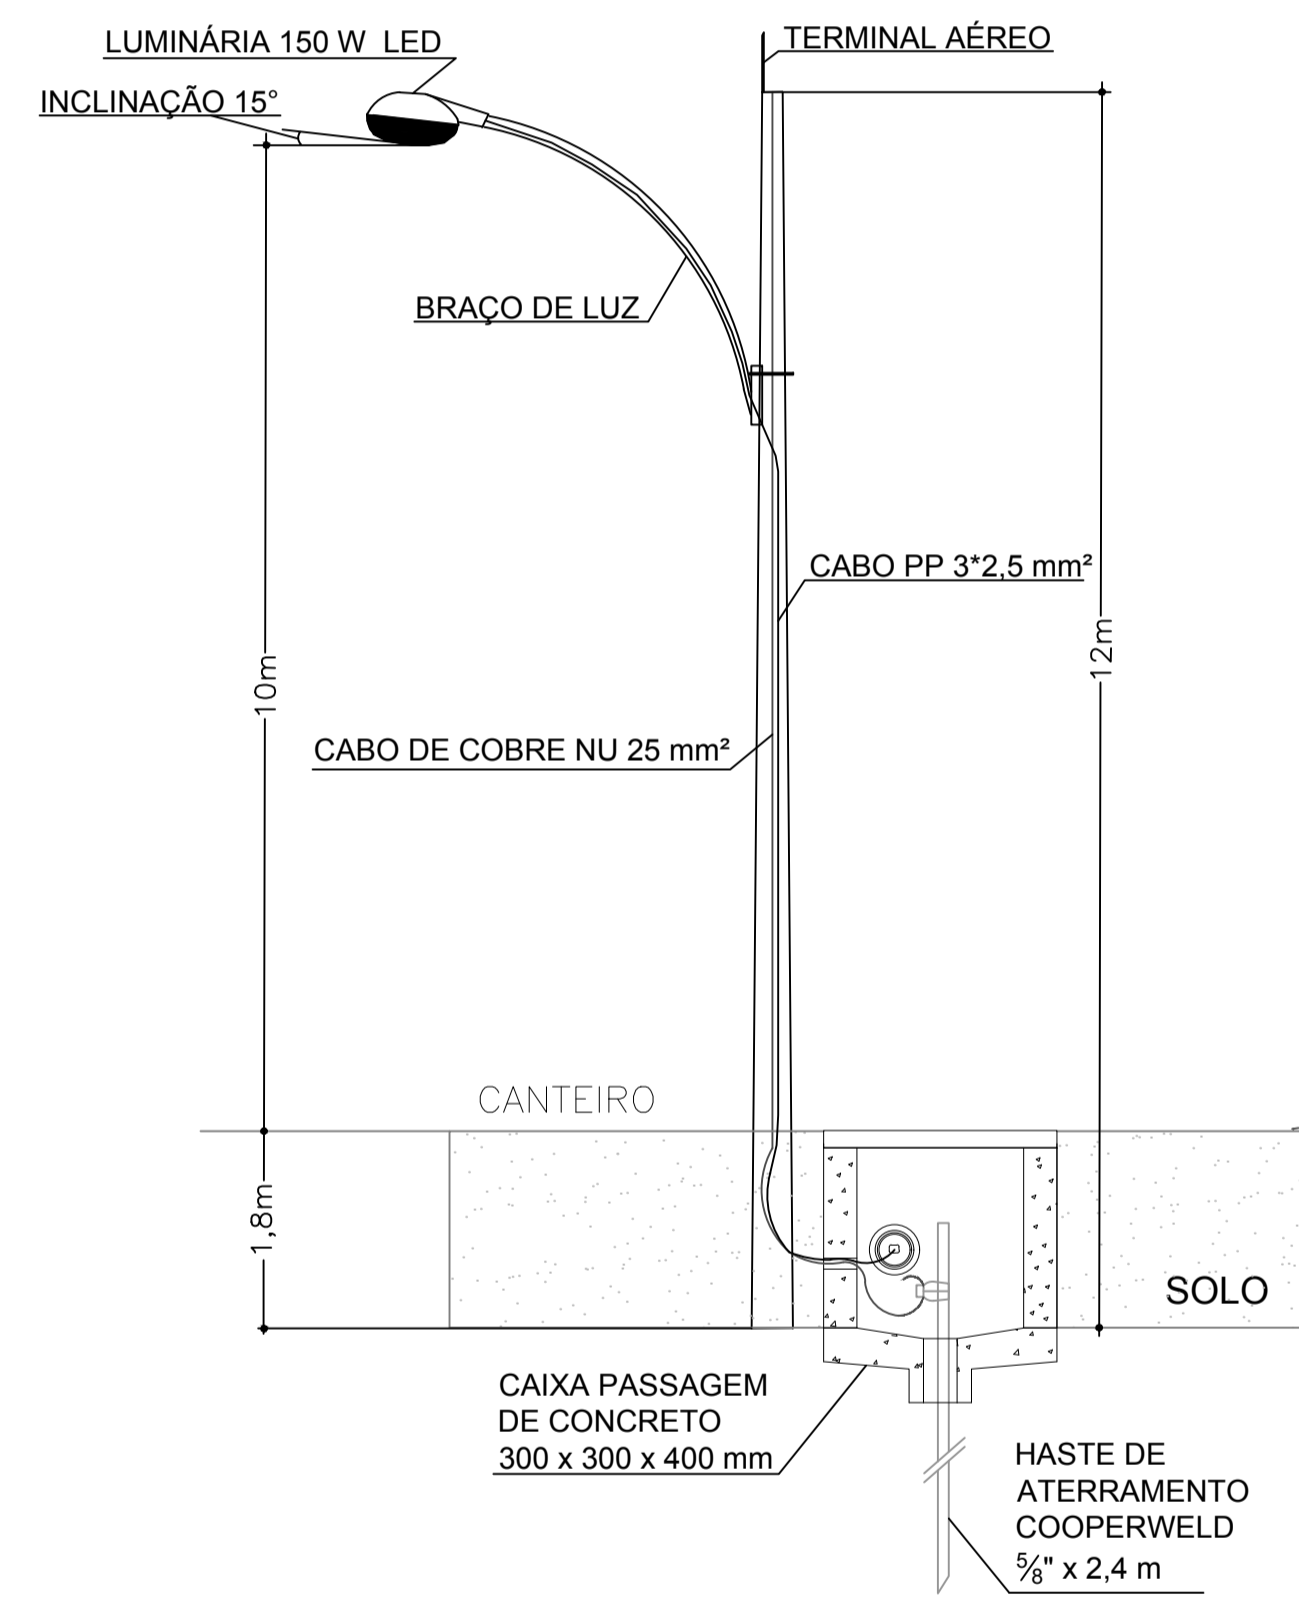 LUMINÁRIA 150 W LED
TERMINAL AÉREO
INCLINAÇÃO 15°
BRAÇO DE LUZ
CABO PP 3*2,5 mm²
12m
10m
CABO DE COBRE NU 25 mm²
CANTEIRO
1,8m
SOLO
CAIXA PASSAGEM
DE CONCRETO
300 x 300 x 400 mm
HASTE DE
ATERRAMENTO
COOPERWELD
⅝" x 2,4 m